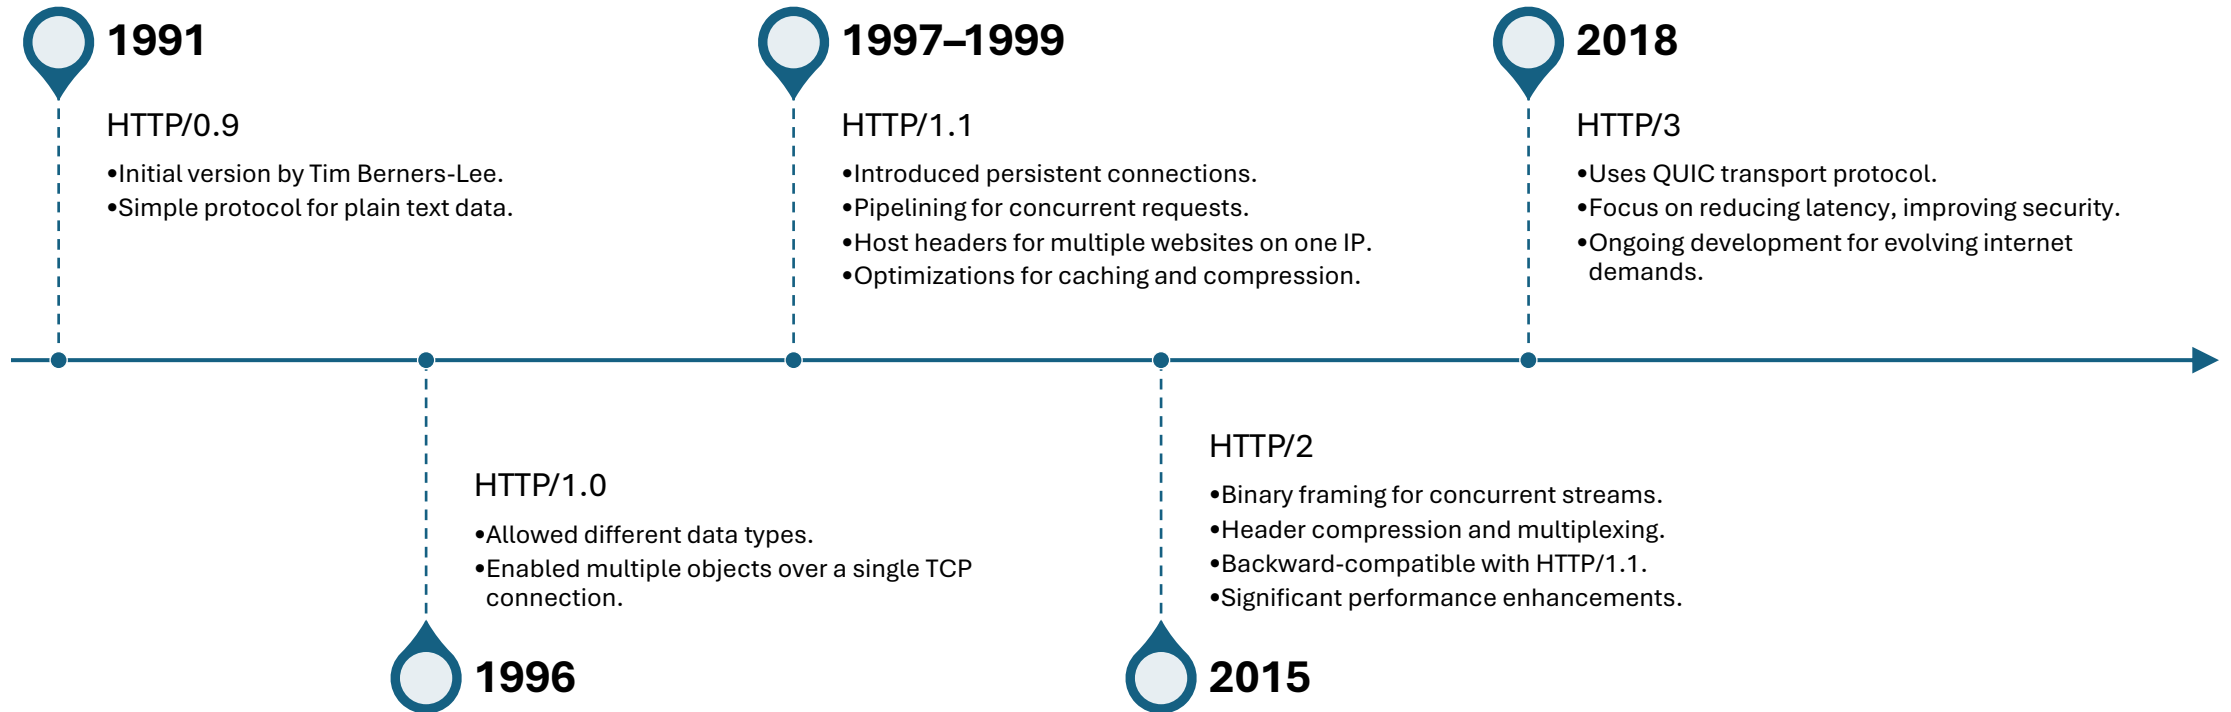 1991
HTTP/0.9
•Initial version by Tim Berners-Lee.
•Simple protocol for plain text data.
1996
HTTP/1.0
•Allowed different data types.
•Enabled multiple objects over a single TCP
connection.
1997–1999
HTTP/1.1
•Introduced persistent connections.
•Pipelining for concurrent requests.
•Host headers for multiple websites on one IP.
•Optimizations for caching and compression.
2015
HTTP/2
•Binary framing for concurrent streams.
•Header compression and multiplexing.
•Backward-compatible with HTTP/1.1.
•Significant performance enhancements.
2018
HTTP/3
•Uses QUIC transport protocol.
•Focus on reducing latency, improving security.
•Ongoing development for evolving internet
demands.